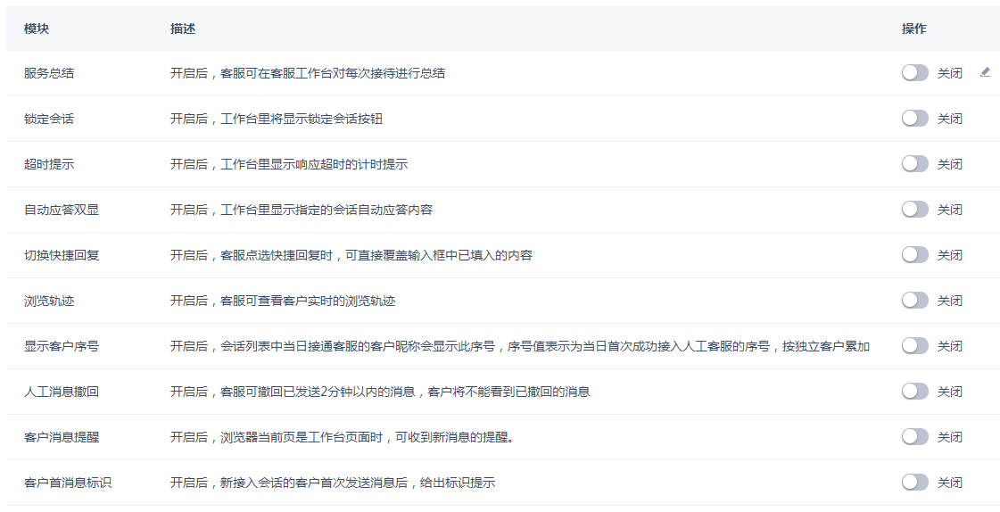 模块 描述 操作
服务总结 开启后，客服可在客服工作台对每次接待进行总结 关闭
锁定会话 开启后，工作台里将显示锁定会话按钮 关闭
超时提示 开启后，工作台里显示响应超时的计时提示 关闭
自动应答双显 开启后，工作台里显示指定的会话自动应答内容 关闭
切换快捷回复 开启后，客服点选快捷回复时，可直接覆盖输入框中已填入的内容 关闭
浏览轨迹 开启后，客服可查看客户实时的浏览轨迹 关闭
显示客户序号 开启后，会话列表中当日接通客服的客户昵称会显示此序号，序号值表示为当日首次成功接入人工客服的序号，按独立客户累加 关闭
人工消息撤回 开启后，客服可撤回已发送2分钟以内的消息，客户将不能看到已撤回的消息 关闭
客户消息提醒 开启后，浏览器当前页是工作台页面时，可收到新消息的提醒。 关闭
客户首消息标识 开启后，新接入会话的客户首次发送消息后，给出标识提示 关闭